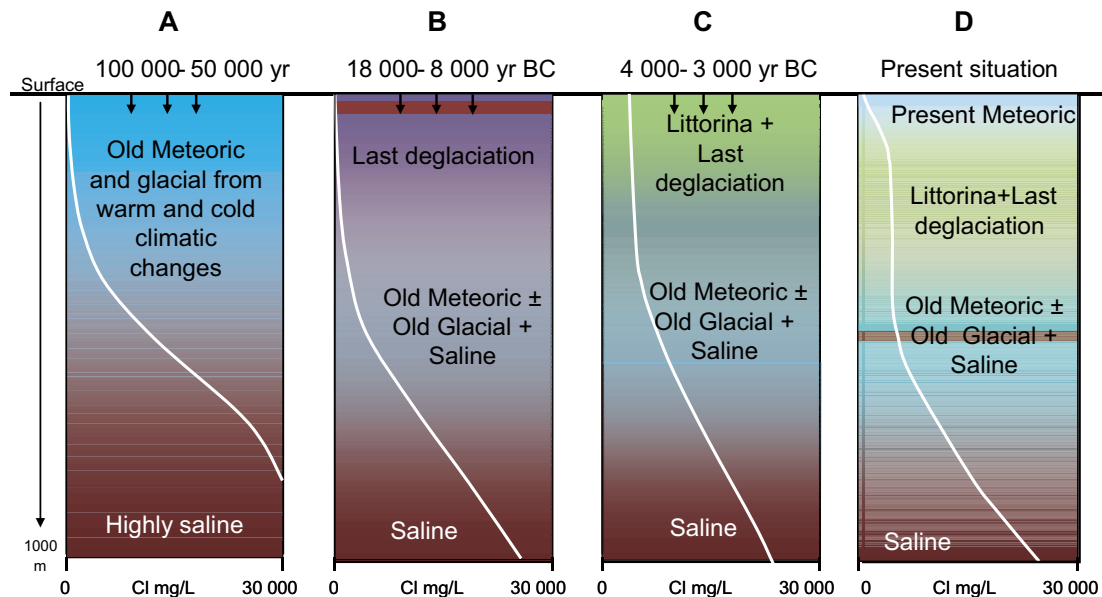 A
B
C
D
100 000- 50 000 yr
18 000- 8 000 yr BC
4 000- 3 000 yr BC
Present situation
Surface
1000
m
Old Meteoric
and glacial from
warm and cold
climatic
changes
Highly saline
0
Cl mg/L
30 000
Last deglaciation
Old Meteoric ±
Old Glacial +
Saline
Saline
0
Cl mg/L
30 000
Littorina +
Last
deglaciation
Old Meteoric ±
Old Glacial +
Saline
Saline
0
Cl mg/L
30 000
Present Meteoric
Littorina+Last
deglaciation
Old Meteoric ±
Old Glacial +
Saline
Saline
0
Cl mg/L
30 000